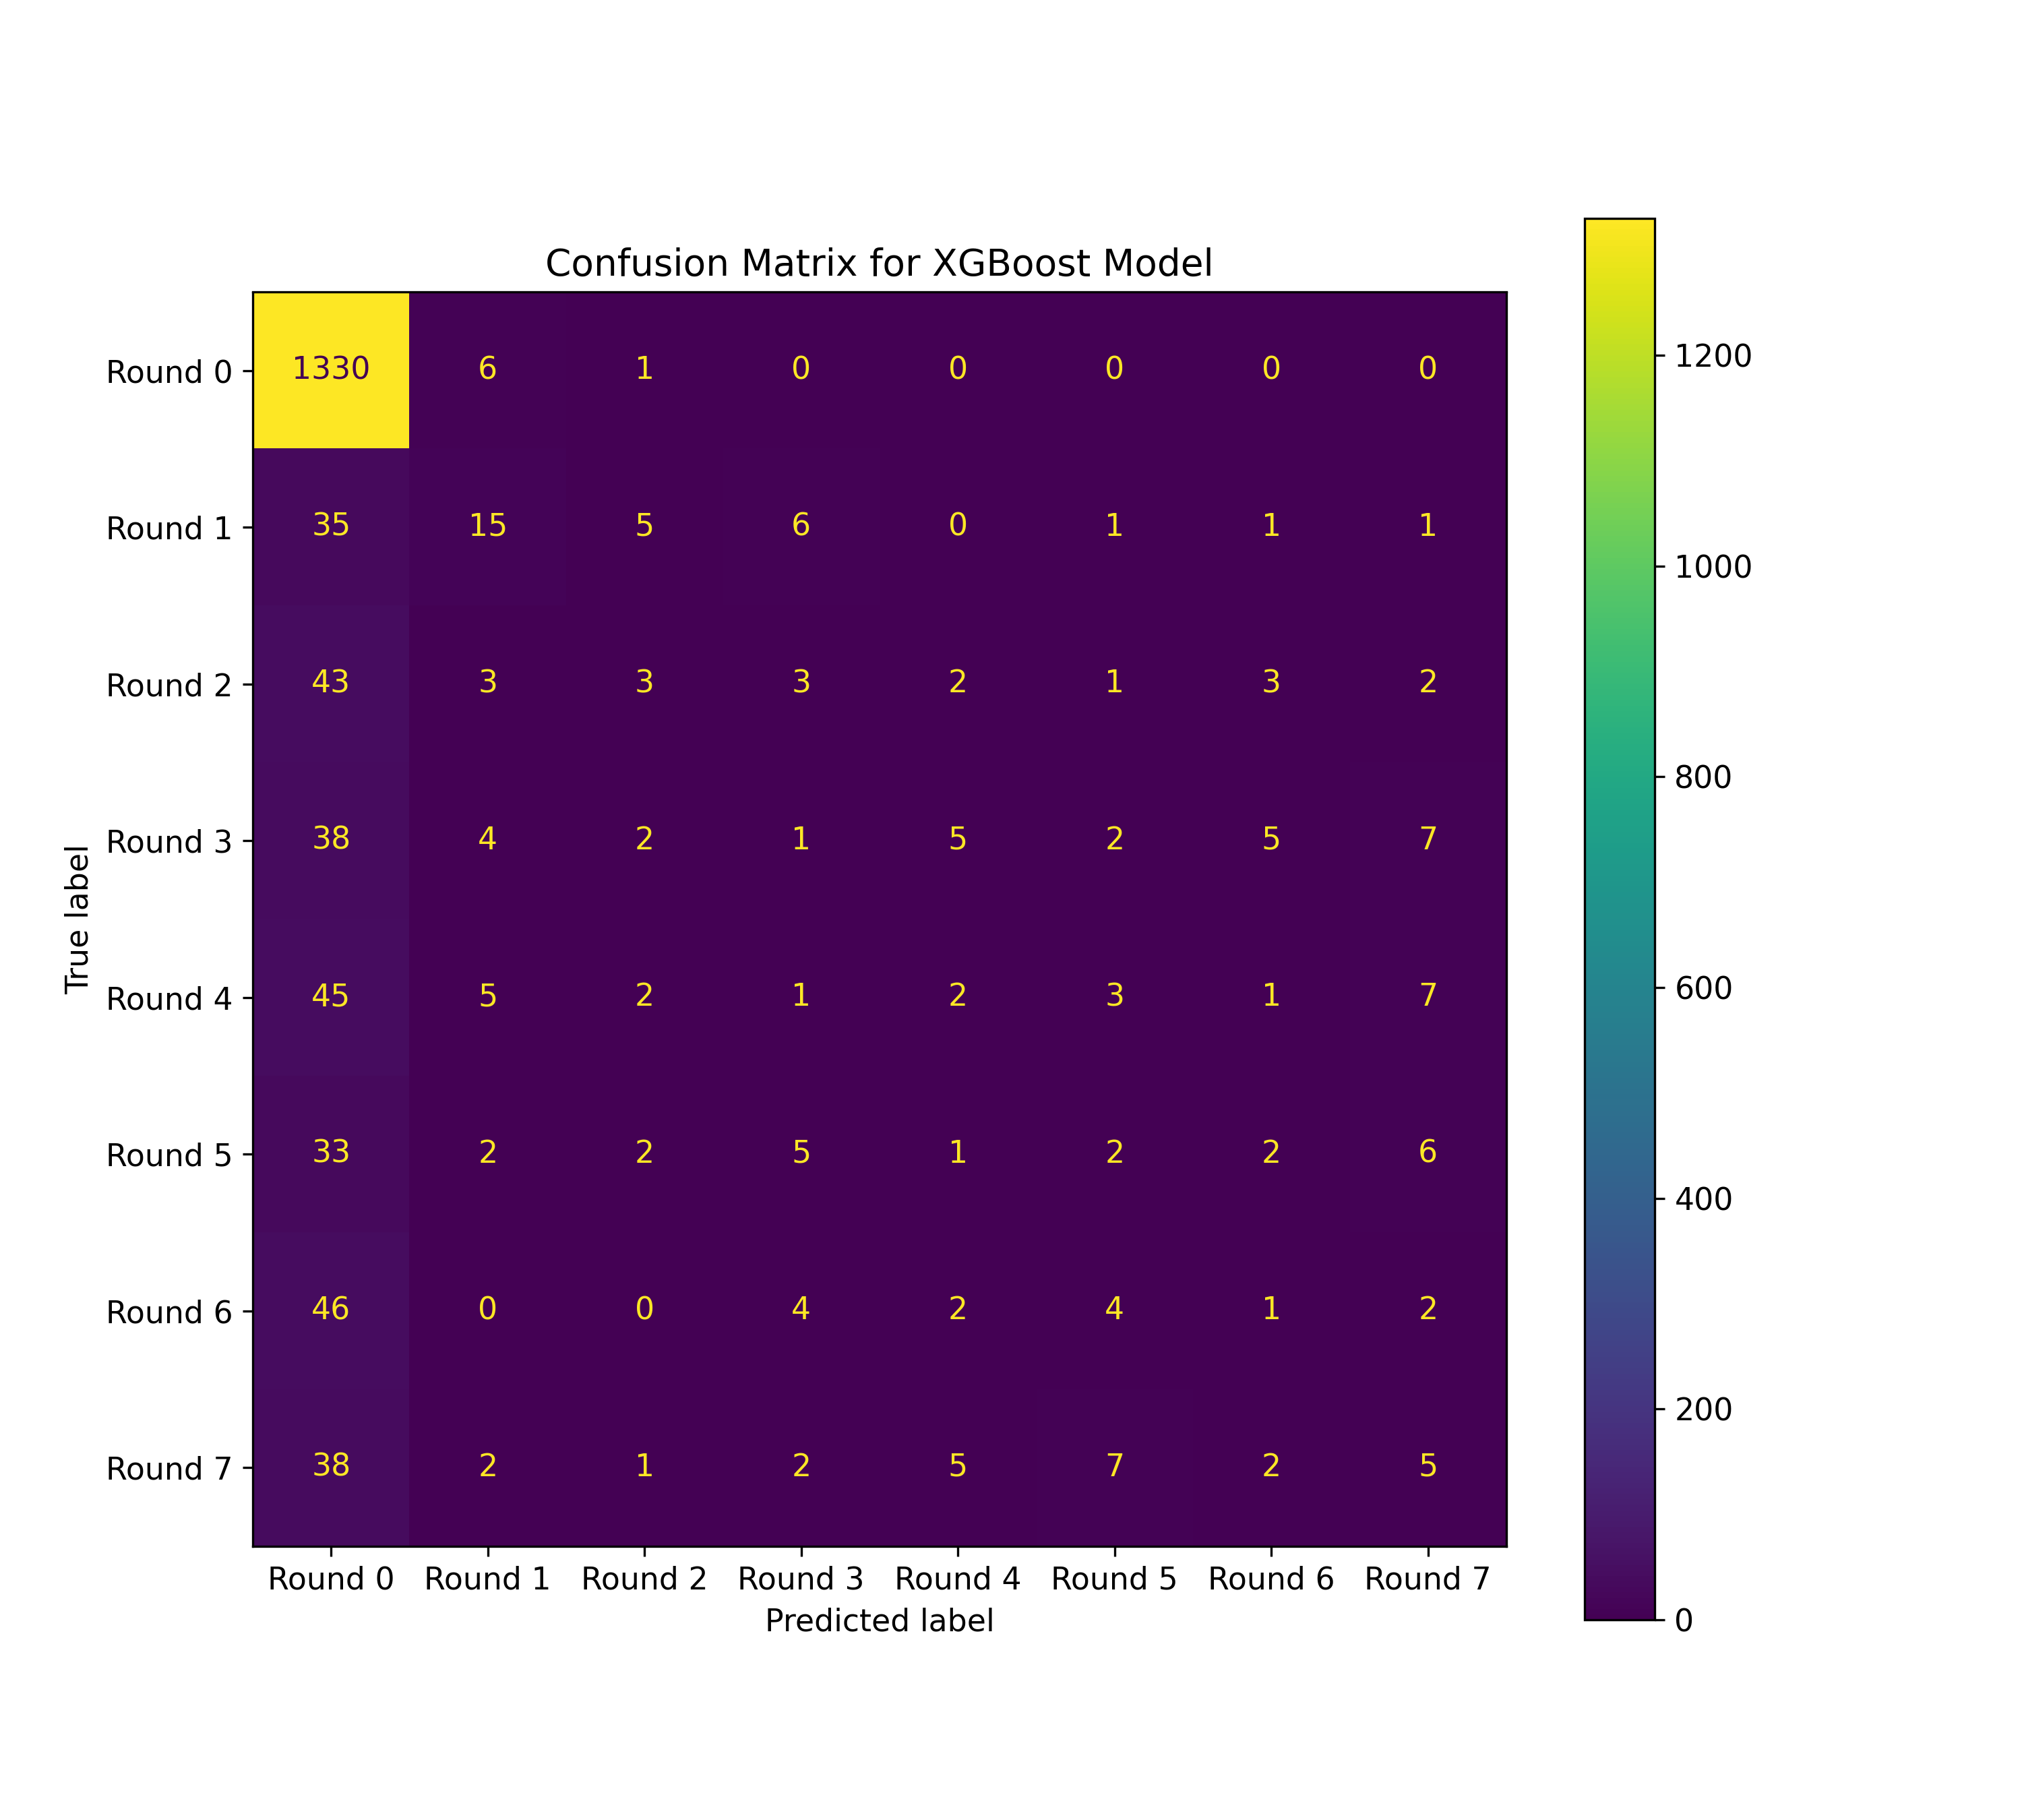 Confusion Matrix for XGBoost Model
Round 0 1330 6 1 0 0 0 0 0
Round 1 35 15 5 6 0 1 1 1
Round 2 43 3 3 3 2 1 3 2
Round 3 38 4 2 1 5 2 5 7
Round 4 45 5 2 1 2 3 1 7
Round 5 33 2 2 5 1 2 2 6
Round 6 46 0 0 4 2 4 1 2
Round 7 38 2 1 2 5 7 2 5
Round 0 Round 1 Round 2 Round 3 Round 4 Round 5 Round 6 Round 7
Predicted label
True label
1200
1000
800
600
400
200
0